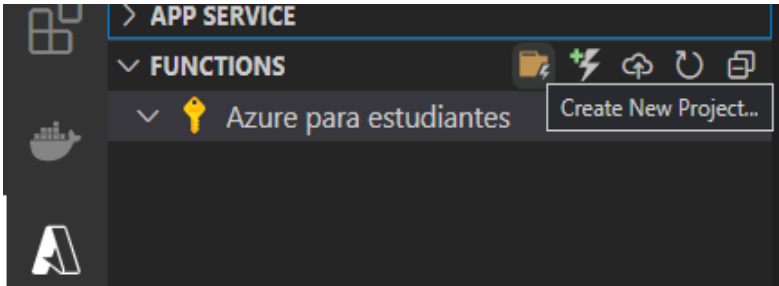 APP SERVICE
FUNCTIONS
Create New Project...
Azure para estudiantes